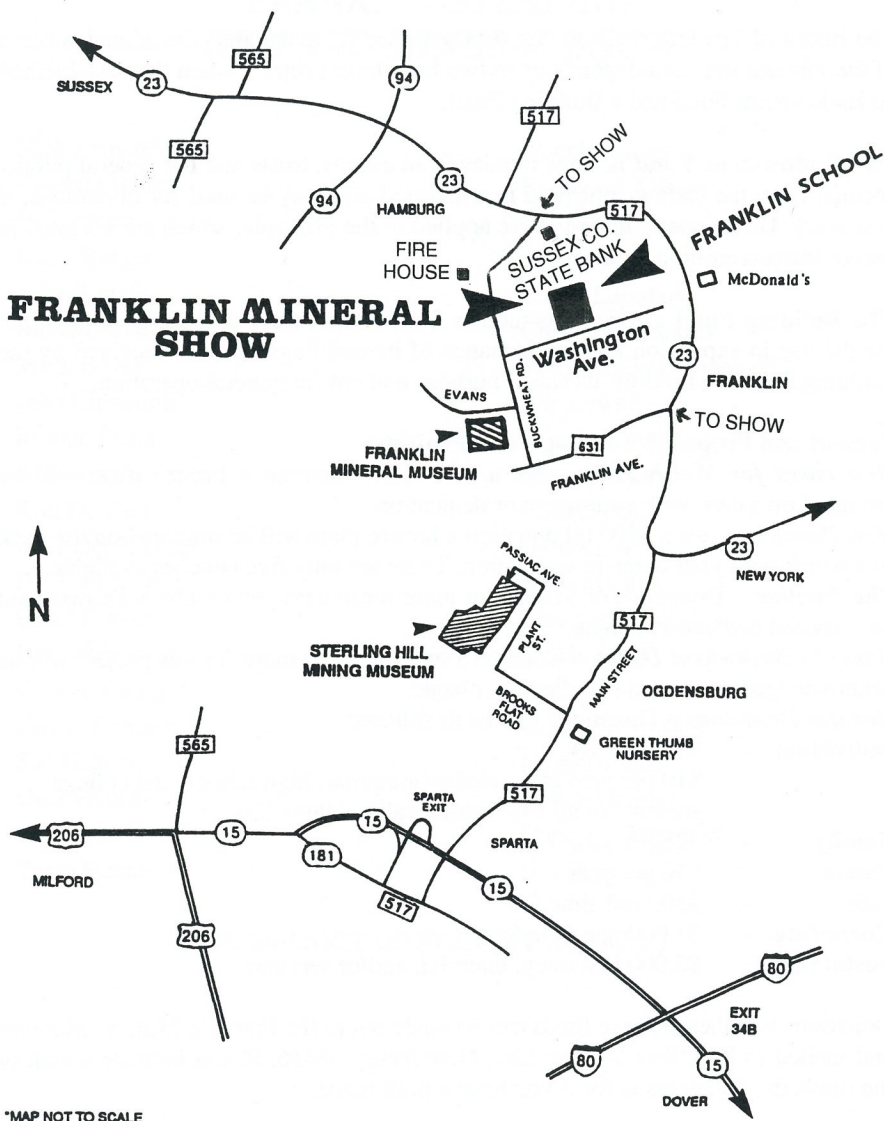 565
94
23
SUSSEX
517
565
TO SHOW
23
94
HAMBURG
517
FRANKLIN SCHOOL
FIRE
HOUSE
SUSSEX CO.
STATE BANK
McDonald's
FRANKLIN MINERAL
SHOW
Washington
Ave.
23
FRANKLIN
BUCKWHEAT RD.
EVANS
TO SHOW
631
FRANKLIN AVE.
FRANKLIN
MINERAL MUSEUM
23
NEW YORK
PASSIAC AVE.
N
517
PLANT
ST.
STERLING HILL
MINING MUSEUM
MAIN STREET
OGDENSBURG
BROOKS
FLAT
ROAD
GREEN THUMB
NURSERY
565
517
SPARTA
EXIT
206
15
15
SPARTA
181
MILFORD
15
517
206
80
EXIT
34B
80
15
DOVER
*MAP NOT TO SCALE